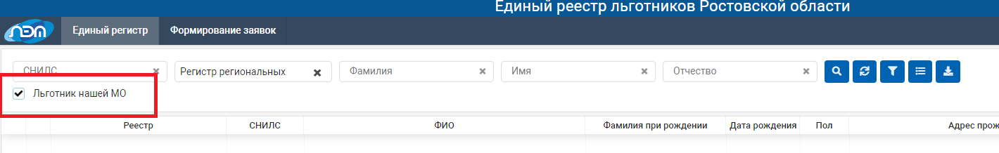 Единый реестр льготников Ростовской области
ЛЭМ Единый регистр Формирование заявок
СНИЛС Регистр региональных Фамилия Имя Отчество
Льготник нашей МО
Реестр СНИЛС ФИО Фамилия при рождении Дата рождения Пол Адрес прож